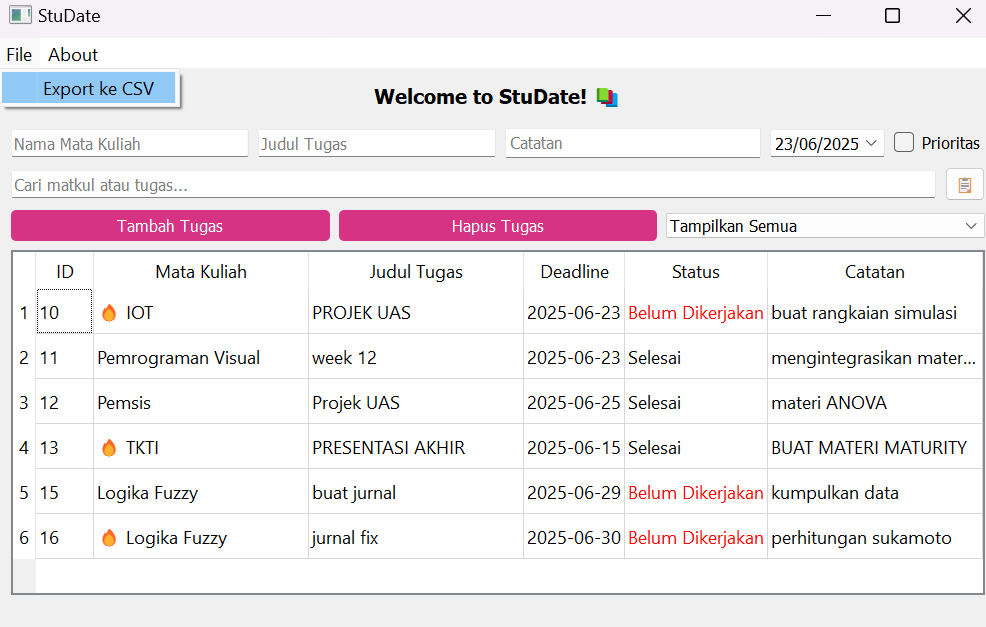 StuDate
File About
Export ke CSV
Welcome to StuDate!
Nama Mata Kuliah Judul Tugas Catatan 23/06/2025 Prioritas
Cari matkul atau tugas...
Tambah Tugas Hapus Tugas Tampilkan Semua
ID Mata Kuliah Judul Tugas Deadline Status Catatan
1 10 🔥 IOT PROJEK UAS 2025-06-23 Belum Dikerjakan buat rangkaian simulasi
2 11 Pemrograman Visual week 12 2025-06-23 Selesai mengintegrasikan mater...
3 12 Pemsis Projek UAS 2025-06-25 Selesai materi ANOVA
4 13 🔥 TKTI PRESENTASI AKHIR 2025-06-15 Selesai BUAT MATERI MATURITY
5 15 Logika Fuzzy buat jurnal 2025-06-29 Belum Dikerjakan kumpulkan data
6 16 🔥 Logika Fuzzy jurnal fix 2025-06-30 Belum Dikerjakan perhitungan sukamoto